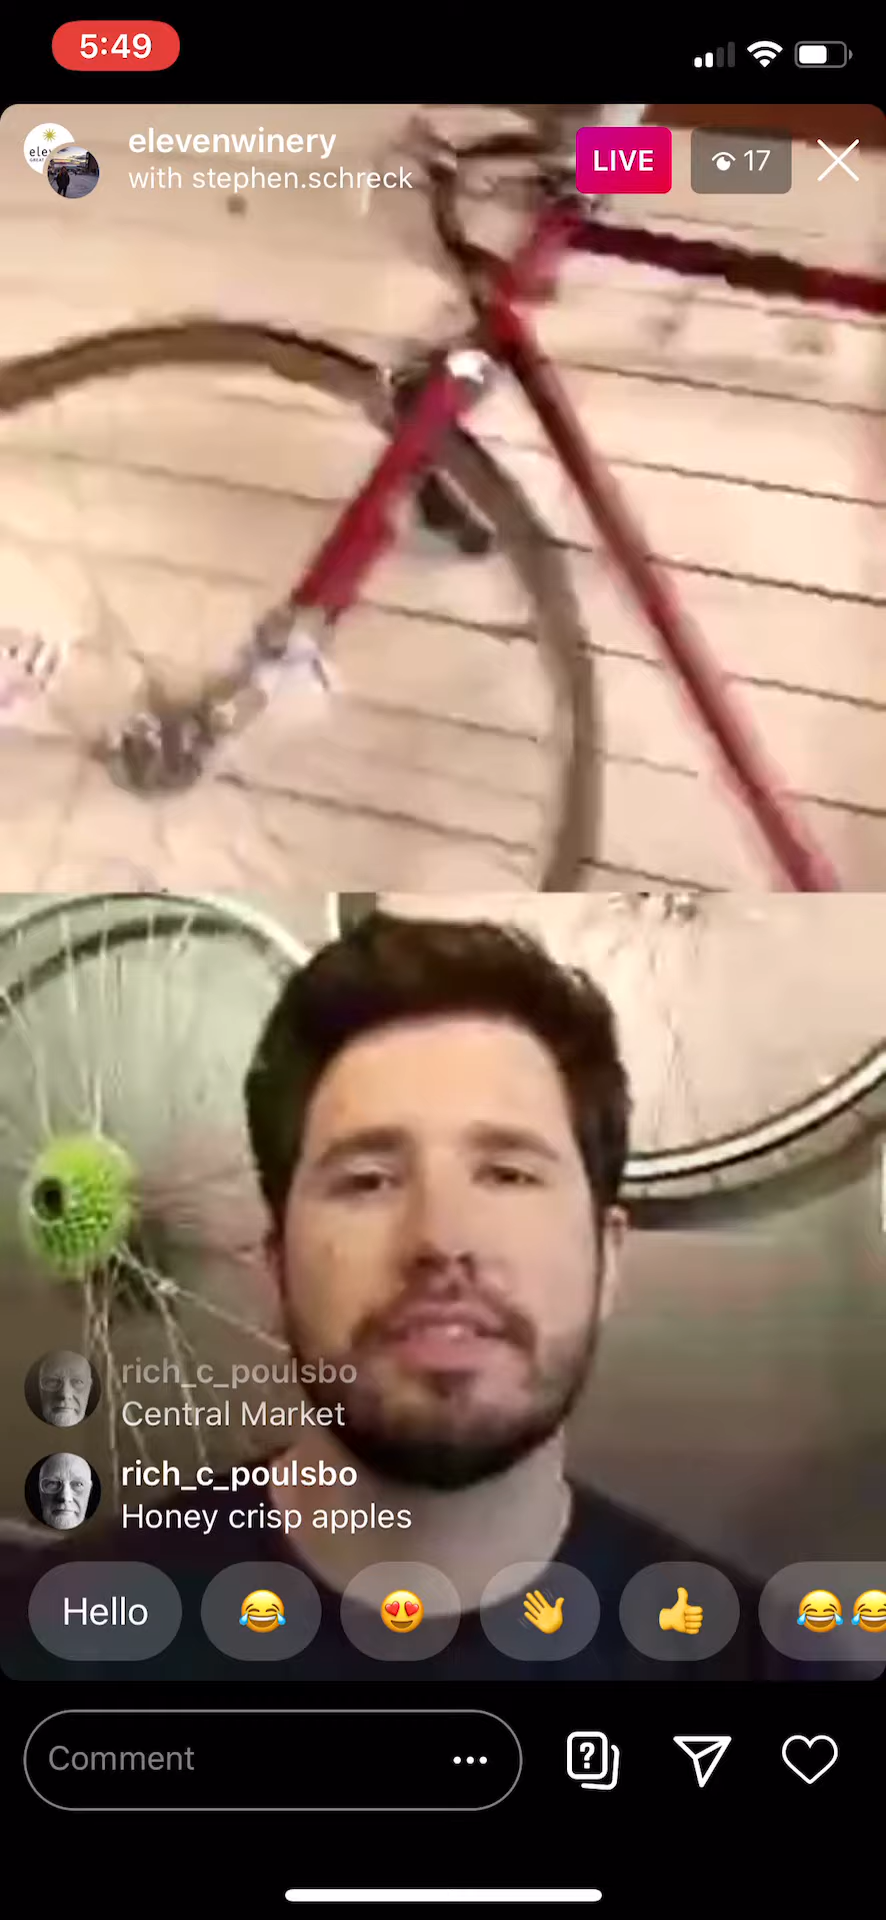 5:49
elevenwinery
with stephen.schreck
LIVE
17
rich_c_poulsbo
Central Market
rich_c_poulsbo
Honey crisp apples
Hello
Comment